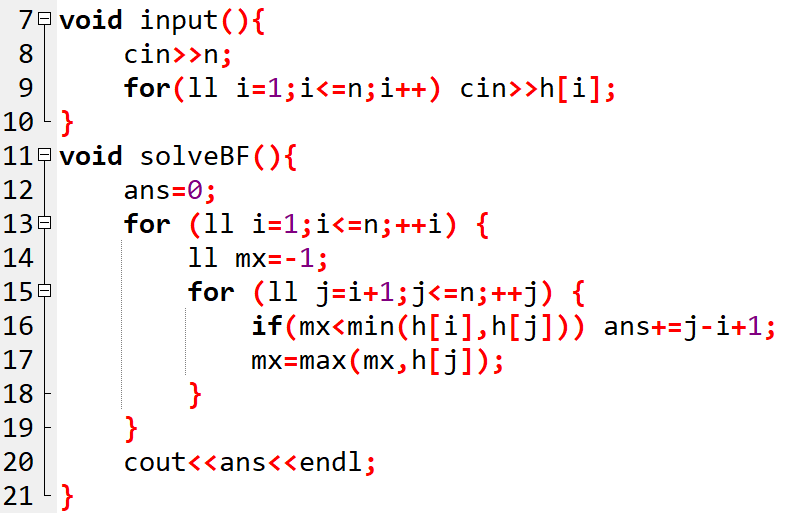 7 void input(){
8 cin>>n;
9 for(ll i=1;i<=n;i++) cin>>h[i];
10 }
11 void solveBF(){
12 ans=0;
13 for (ll i=1;i<=n;++i) {
14 ll mx=-1;
15 for (ll j=i+1;j<=n;++j) {
16 if(mx<min(h[i],h[j])) ans+=j-i+1;
17 mx=max(mx,h[j]);
18 }
19 }
20 cout<<ans<<endl;
21 }